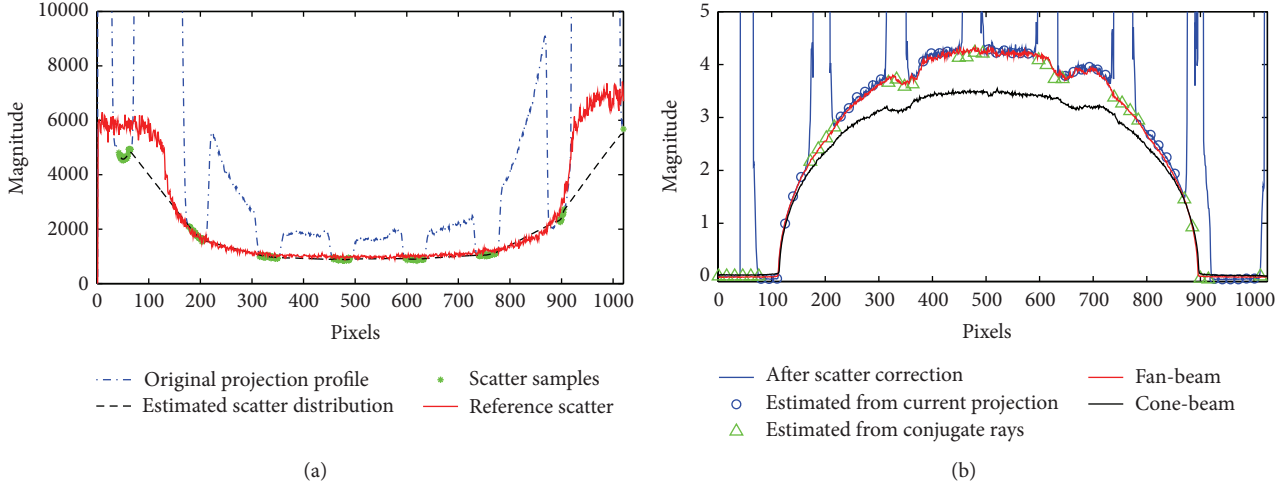 10000
8000
6000
4000
2000
0
Magnitude
0 100 200 300 400 500 600 700 800 900 1000
Pixels
Original projection profile
Estimated scatter distribution
Scatter samples
Reference scatter
(a)
5
4
3
2
1
0
Magnitude
0 100 200 300 400 500 600 700 800 900 1000
Pixels
After scatter correction
Estimated from current projection
Estimated from conjugate rays
Fan-beam
Cone-beam
(b)